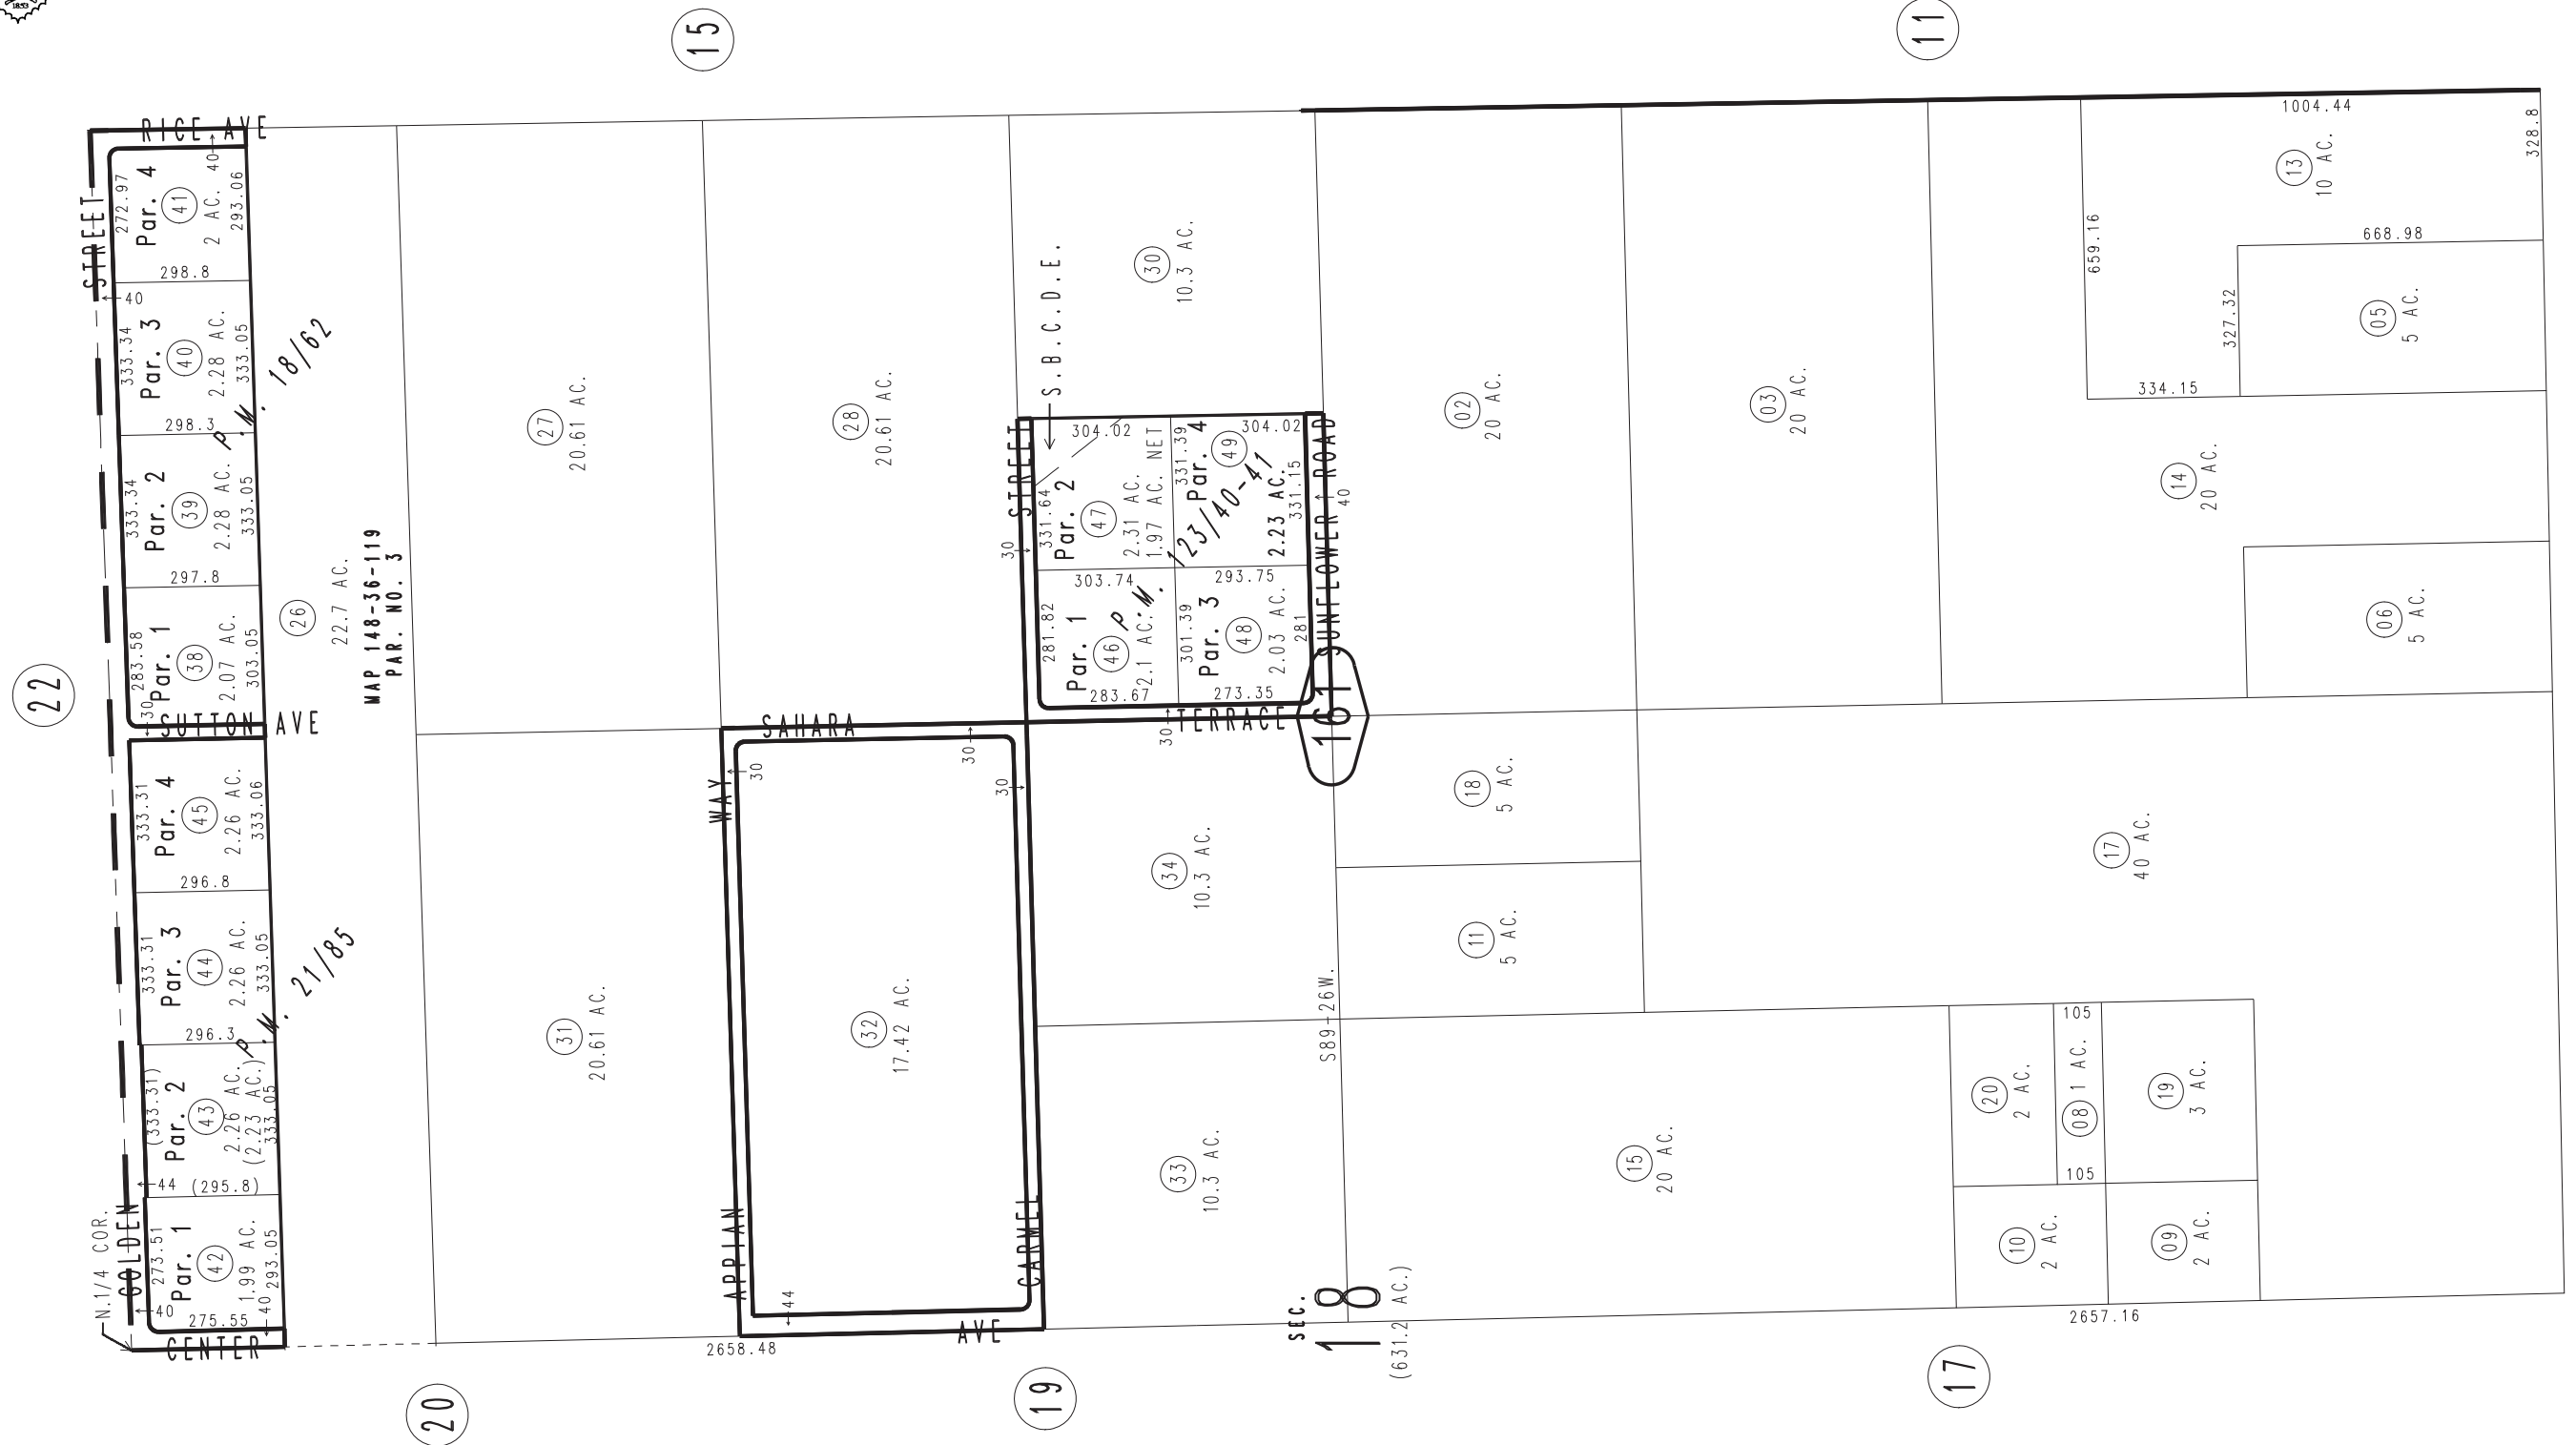 1853
15
11
22
20
19
17
RICE AVE
STREET
272.97
Par. 4
41
2 AC.
40
293.06
298.8
40
333.34
Par. 3
40
2.28 AC.
333.05
298.3
P.M. 18/62
333.34
Par. 2
39
2.28 AC.
333.05
297.8
283.58
Par. 1
38
2.07 AC.
303.05
30
SUTTON AVE
26
22.7 AC.
MAP 148-36-119
PAR. NO. 3
333.31
Par. 4
45
2.26 AC.
333.06
296.8
333.31
Par. 3
44
2.26 AC.
333.05
296.3
P.M. 21/85
(333.31)
Par. 2
43
2.26 AC.
(2.23 AC.)
333.05
44
(295.8)
N.1/4 COR.
GOLDEN
273.51
Par. 1
42
1.99 AC.
293.05
40
40
275.55
CENTER
27
20.61 AC.
28
20.61 AC.
31
20.61 AC.
SAHARA
WAY
30
30
30
32
17.42 AC.
APPIAN
CARMEL
44
AVE
2658.48
S.B.C.D.E.
30
10.3 AC.
STREET
30
304.02
331.64
Par. 2
47
2.31 AC.
1.97 AC. NET
304.02
331.39
Par. 4
49
2.23 AC.
331.15
P.M. 123/40-41
303.74
293.75
281.82
Par. 1
46
2.1 AC.
283.67
301.39
Par. 3
48
2.03 AC.
281
273.35
SUNFLOWER ROAD
40
TERRACE
30
161
34
10.3 AC.
33
10.3 AC.
S89-26W.
SEC.
18
(631.2 AC.)
02
20 AC.
03
20 AC.
1004.44
328.8
13
10 AC.
659.16
668.98
327.32
05
5 AC.
334.15
14
20 AC.
06
5 AC.
18
5 AC.
11
5 AC.
17
40 AC.
15
20 AC.
20
2 AC.
105
08
1 AC.
105
19
3 AC.
10
2 AC.
09
2 AC.
2657.16